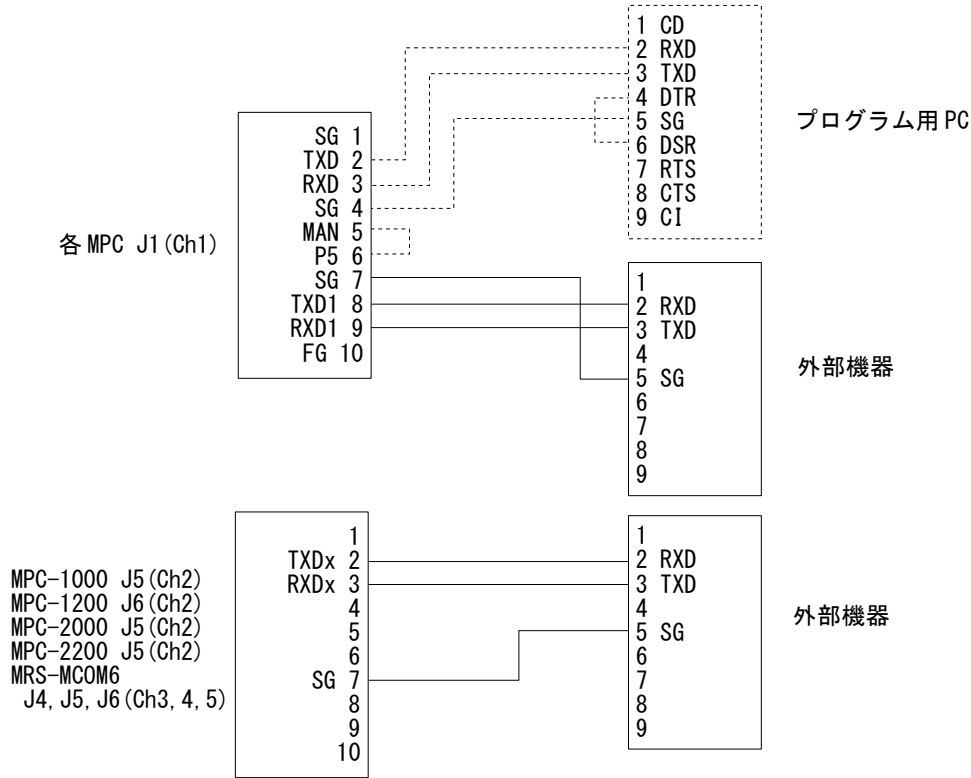 1 CD
2 RXD
3 TXD
4 DTR
5 SG
6 DSR
7 RTS
8 CTS
9 CI
プログラム用 PC
各 MPC J1(Ch1)
SG 1
TXD 2
RXD 3
SG 4
MAN 5
P5 6
SG 7
TXD1 8
RXD1 9
FG 10
1
2 RXD
3 TXD
4
5 SG
6
7
8
9
外部機器
MPC-1000 J5(Ch2)
MPC-1200 J6(Ch2)
MPC-2000 J5(Ch2)
MPC-2200 J5(Ch2)
MRS-MCOM6
J4, J5, J6(Ch3, 4, 5)
1
TXDx 2
RXDx 3
4
5
6
SG 7
8
9
10
1
2 RXD
3 TXD
4
5 SG
6
7
8
9
外部機器